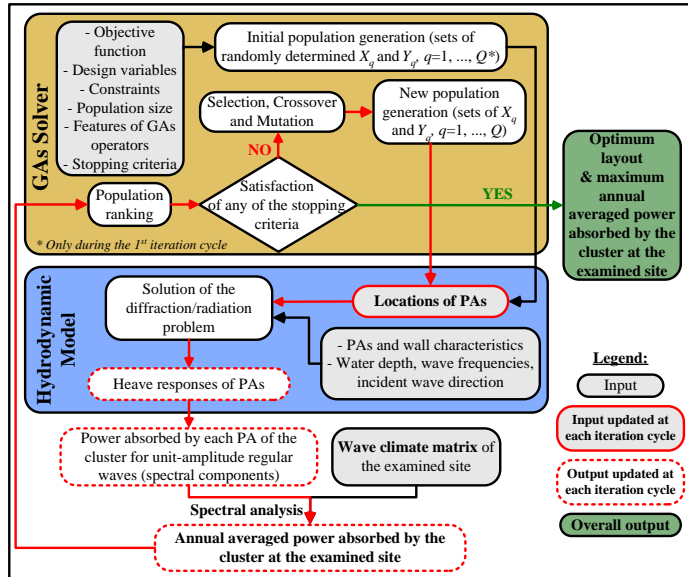 GAs Solver
- Objective
function
- Design variables
- Constraints
- Population size
- Features of GAs
operators
- Stopping criteria
Initial population generation (sets of
randomly determined Xq and Yq, q=1, ..., Q*)
Selection, Crossover
and Mutation
New population
generation (sets of Xq
and Yq, q=1, ..., Q)
NO
Population
ranking
Satisfaction
of any of the stopping
criteria
YES
* Only during the 1st iteration cycle
Optimum
layout
& maximum
annual
averaged power
absorbed by the
cluster at the
examined site
Hydrodynamic
Model
Solution of the
diffraction/radiation
problem
Locations of PAs
- PAs and wall characteristics
- Water depth, wave frequencies,
incident wave direction
Heave responses of PAs
Power absorbed by each PA of the
cluster for unit-amplitude regular
waves (spectral components)
Wave climate matrix of
the examined site
Spectral analysis
Annual averaged power absorbed by the
cluster at the examined site
Legend:
Input
Input updated at
each iteration cycle
Output updated at
each iteration cycle
Overall output